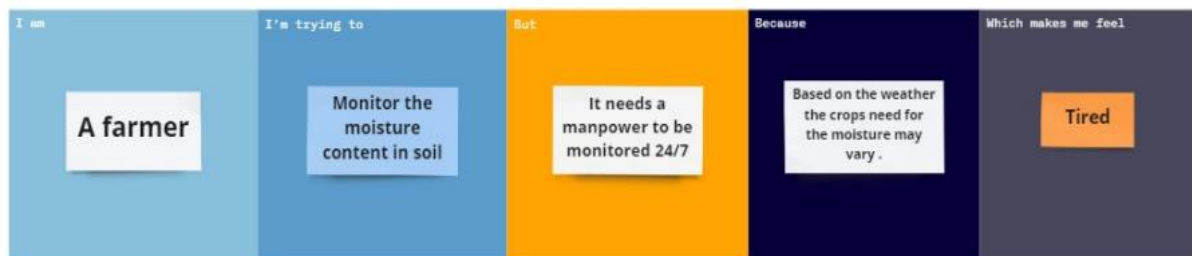 I am
A farmer
I'm trying to
Monitor the
moisture
content in soil
But
It needs a
manpower to be
monitored 24/7
Because
Based on the weather
the crops need for
the moisture may
vary .
Which makes me feel
Tired